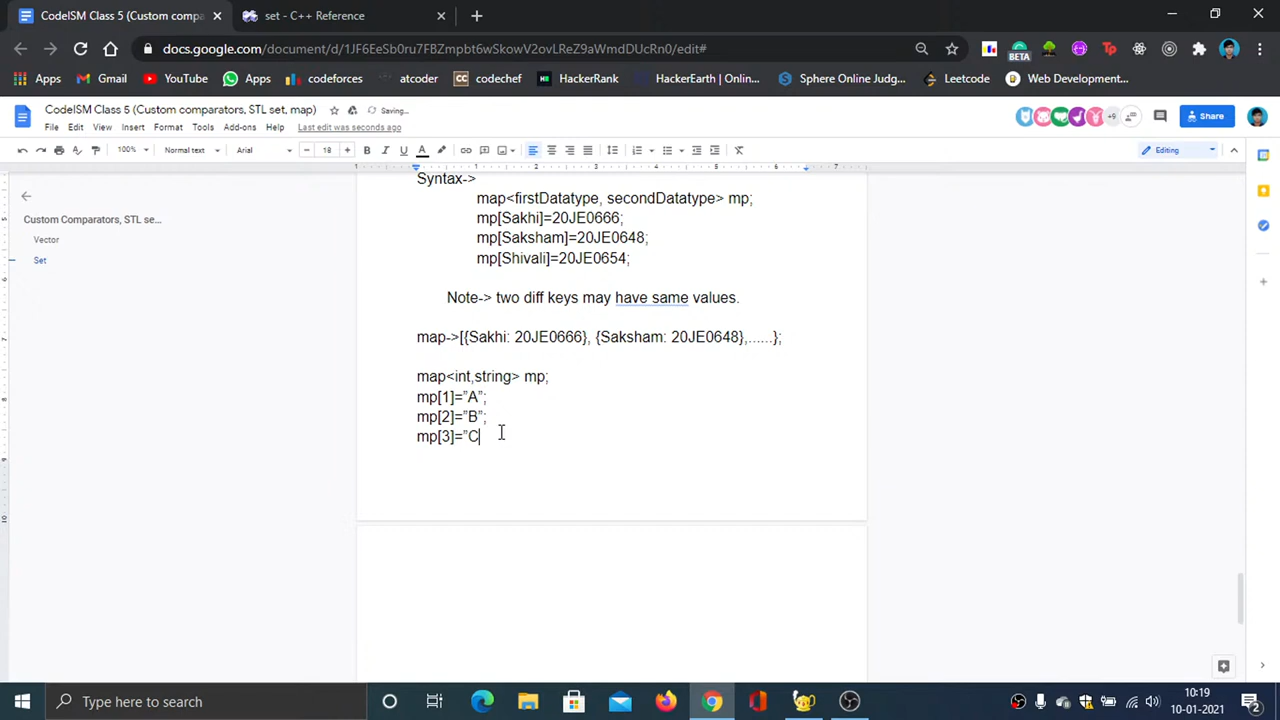 CodeISM Class 5 (Custom compa
set - C++ Reference
docs.google.com/document/d/1JF6EeSb0ru7FBZmpbt6wSkowV2ovLReZ9aWmdDUcRn0/edit#
BETA
Apps Gmail YouTube Apps codeforces atcoder codechef HackerRank HackerEarth | Onlin... Sphere Online Judg... Leetcode Web Development...
CodeISM Class 5 (Custom comparators, STL set, map) Saving...
File Edit View Insert Format Tools Add-ons Help Last edit was seconds ago
+9 Share
100% Normal text Arial 18 Editing
Custom Comparators, STL se...
Vector
Set
Syntax->
map<firstDatatype, secondDatatype> mp;
mp[Sakhi]=20JE0666;
mp[Saksham]=20JE0648;
mp[Shivali]=20JE0654;
Note-> two diff keys may have same values.
map->[{Sakhi: 20JE0666}, {Saksham: 20JE0648},......};
map<int,string> mp;
mp[1]=”A”;
mp[2]=”B”;
mp[3]=”C
Type here to search
10:19
10-01-2021